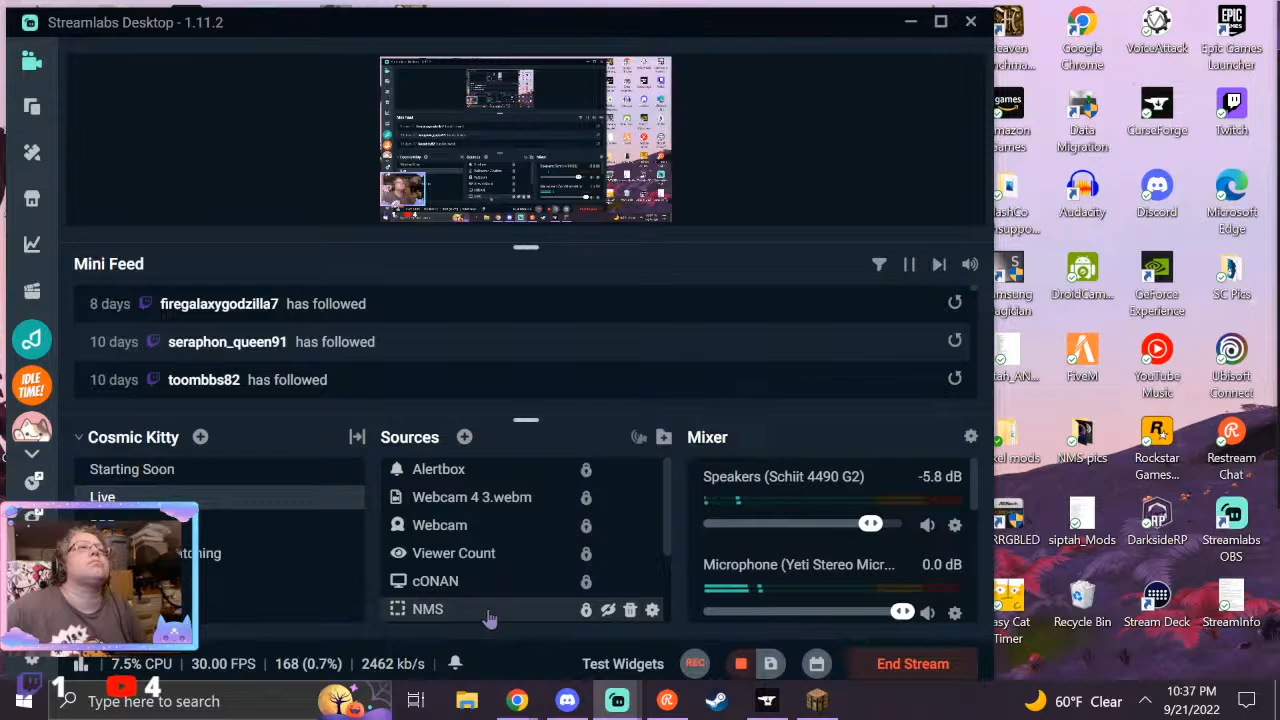 Streamlabs Desktop - 1.11.2
Mini Feed
8 days firegalaxygodzilla7 has followed
10 days seraphon_queen91 has followed
10 days toombbs82 has followed
IDLE TIME!
Cosmic Kitty
Starting Soon
Live
Sources
Alertbox
Webcam 4 3.webm
Webcam
Viewer Count
cONAN
NMS
Mixer
Speakers (Schiit 4490 G2) -5.8 dB
Microphone (Yeti Stereo Micr... 0.0 dB
7.5% CPU 30.00 FPS 168 (0.7%) 2462 kb/s Test Widgets REC End Stream
1 4
Type here to search
60°F Clear
10:37 PM
9/21/2022
Google Chrome
VoiceAttack
EPIC GAMES
Epic Games Launcher
Data Migration
CurseForge
Twitch
Audacity
Discord
Microsoft Edge
DroidCam...
GeForce Experience
SC Pics
FiveM
YouTube Music
Ubisoft Connect
NMS pics
Rockstar Games...
Restream Chat
siptah_Mods
DarksideRP
Streamlabs OBS
Recycle Bin
Stream Deck
StreamInfo